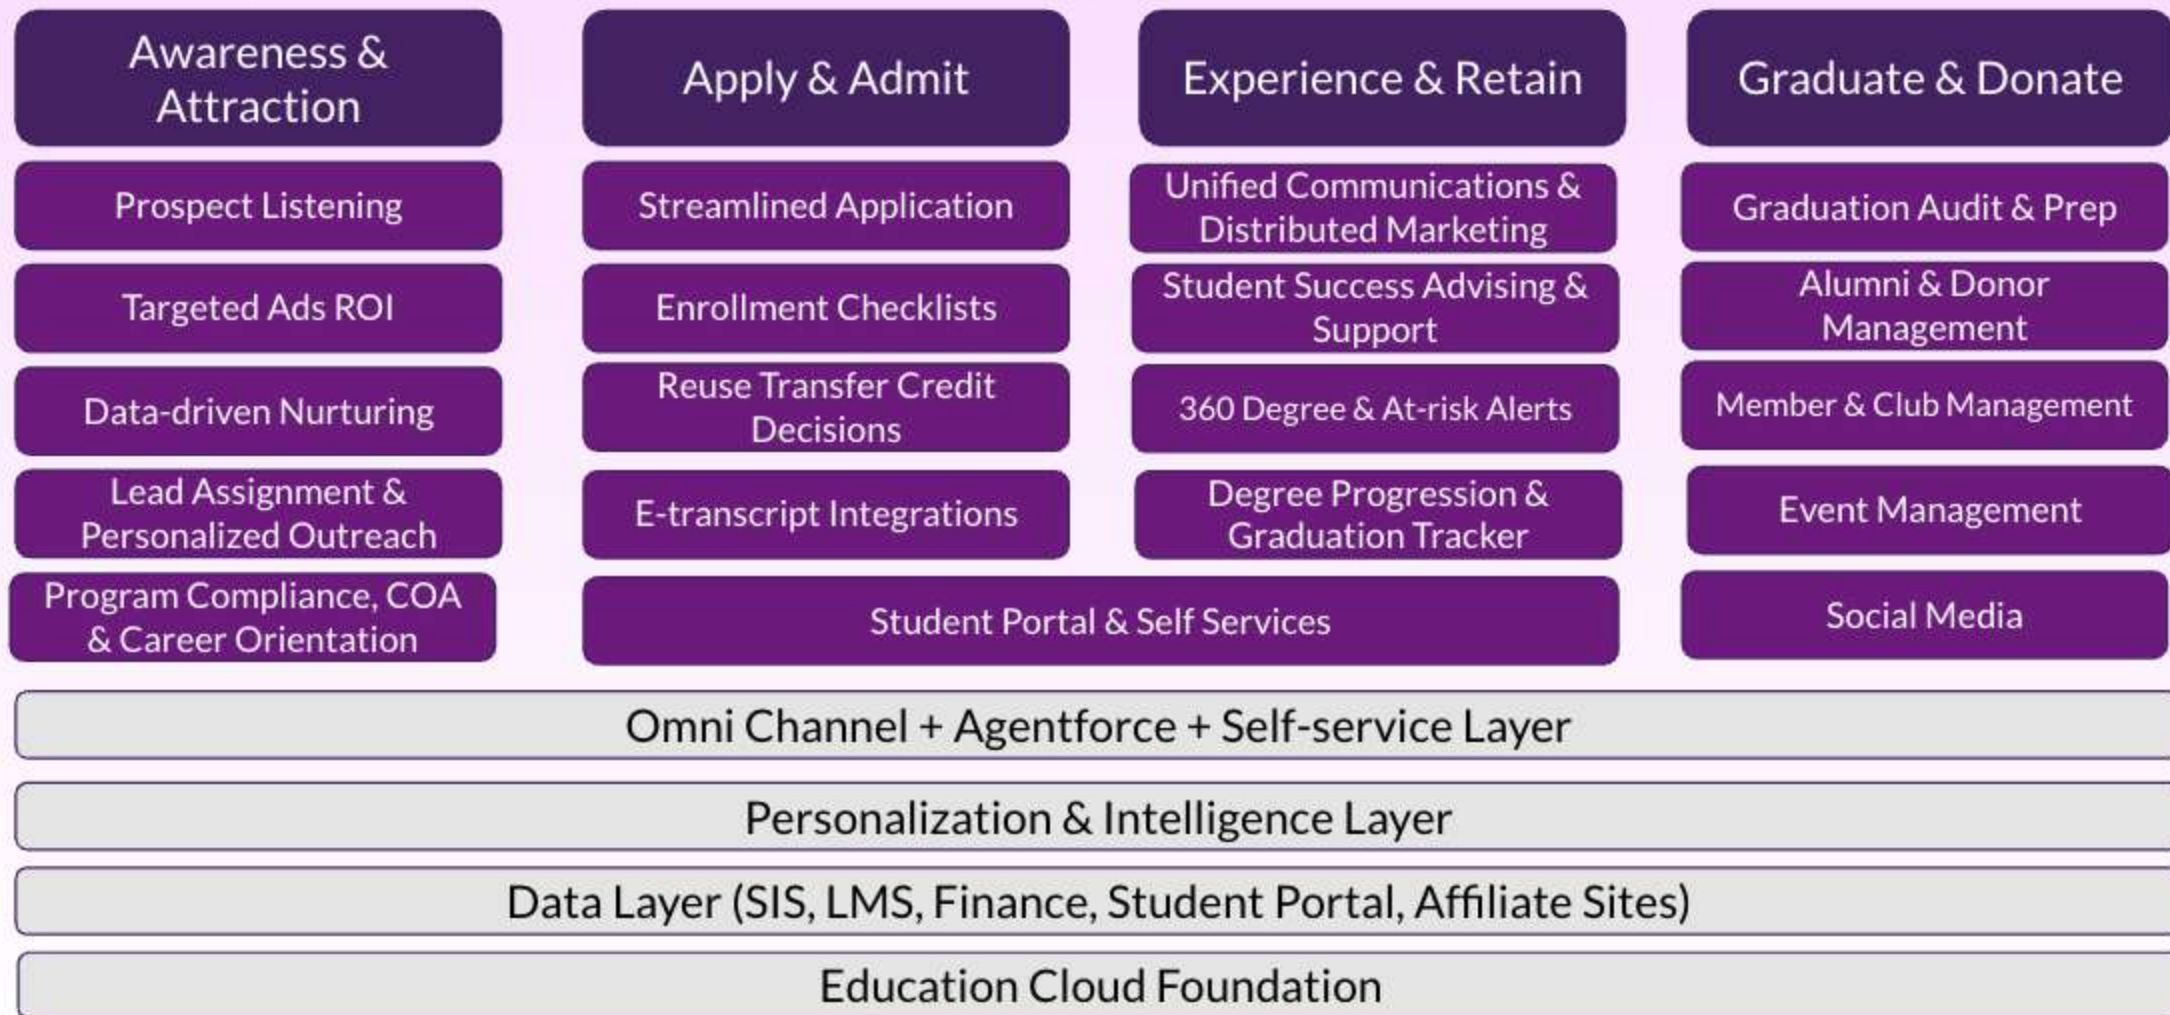 Awareness &
Attraction
Apply & Admit
Experience & Retain
Graduate & Donate
Prospect Listening
Streamlined Application
Unified Communications &
Distributed Marketing
Graduation Audit & Prep
Targeted Ads ROI
Enrollment Checklists
Student Success Advising &
Support
Alumni & Donor
Management
Data-driven Nurturing
Reuse Transfer Credit
Decisions
360 Degree & At-risk Alerts
Member & Club Management
Lead Assignment &
Personalized Outreach
E-transcript Integrations
Degree Progression &
Graduation Tracker
Event Management
Program Compliance, COA
& Career Orientation
Student Portal & Self Services
Social Media
Omni Channel + Agentforce + Self-service Layer
Personalization & Intelligence Layer
Data Layer (SIS, LMS, Finance, Student Portal, Affiliate Sites)
Education Cloud Foundation